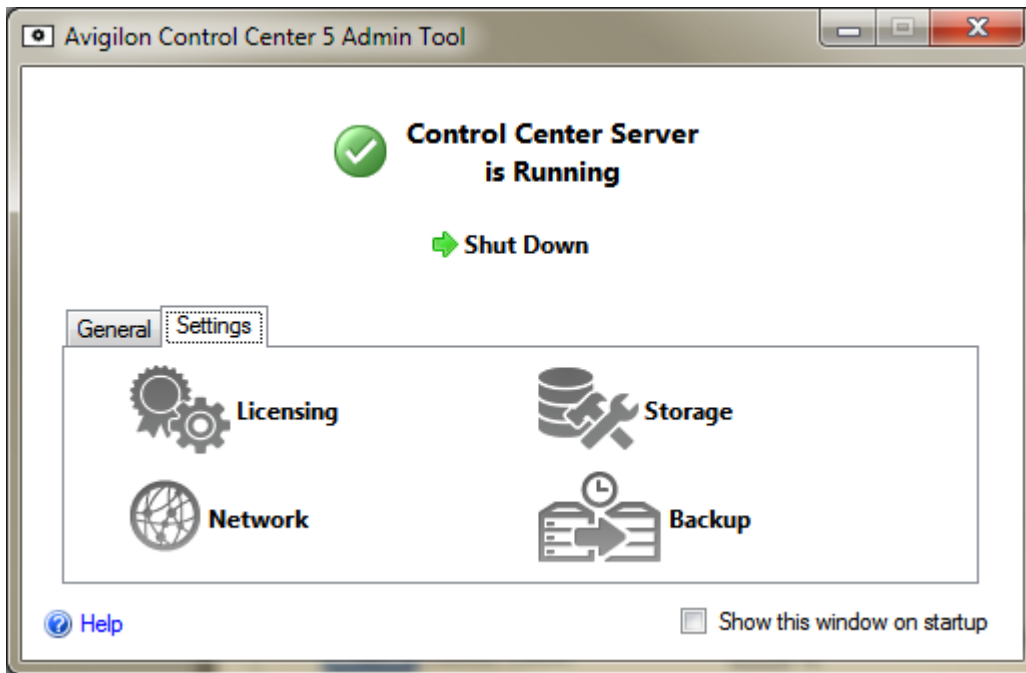 Avigilon Control Center 5 Admin Tool
Control Center Server
is Running
Shut Down
General Settings
Licensing Storage
Network Backup
Help Show this window on startup